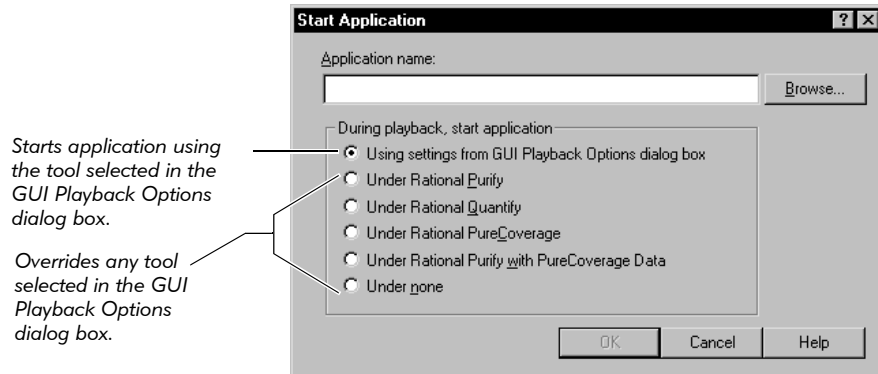 Start Application
Application name:
Browse...
During playback, start application
Using settings from GUI Playback Options dialog box
Under Rational Purify
Under Rational Quantify
Under Rational PureCoverage
Under Rational Purify with PureCoverage Data
Under none
OK Cancel Help
Starts application using
the tool selected in the
GUI Playback Options
dialog box.
Overrides any tool
selected in the GUI
Playback Options
dialog box.